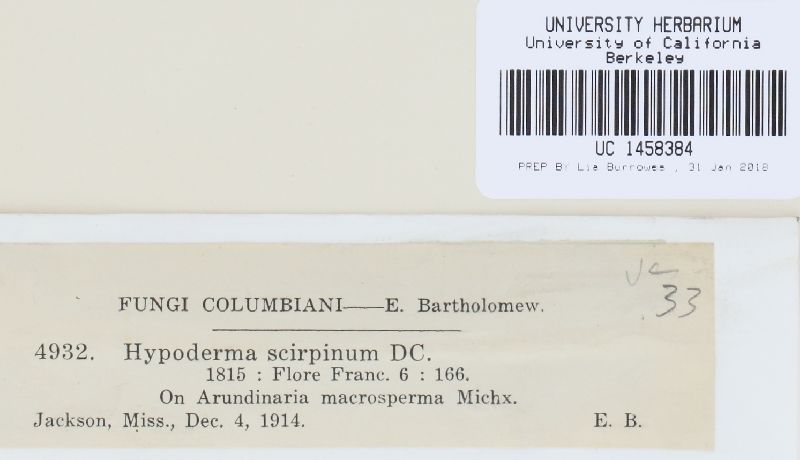 UNIVERSITY HERBARIUM
University of California
Berkeley
UC 1458384
PREP BY Lia Burrowes , 31 Jan 2018
UC
33
FUNGI COLUMBIANI—E. Bartholomew.
4932. Hypoderma scirpinum DC.
1815 : Flore Franc. 6 : 166.
On Arundinaria macrosperma Michx.
Jackson, Miss., Dec. 4, 1914. E. B.